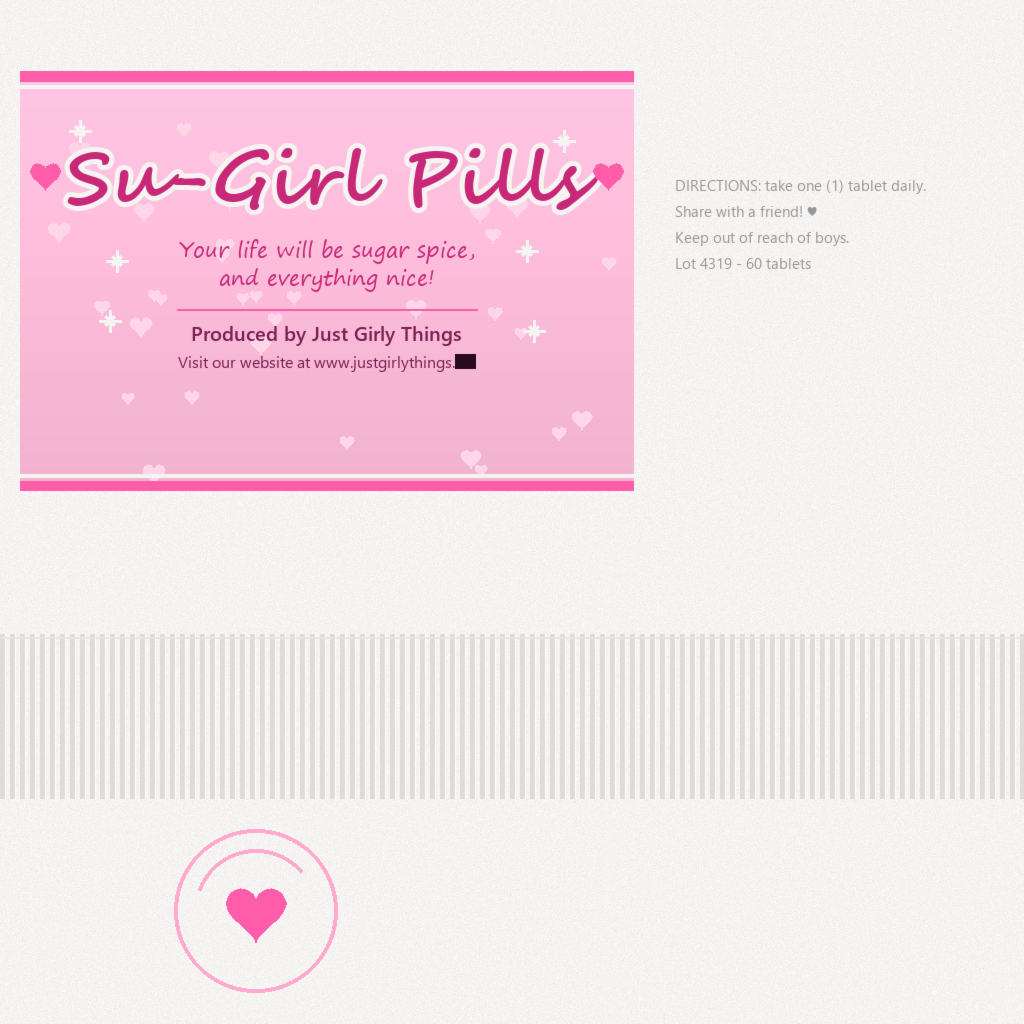 Su-Girl Pills
Your life will be sugar spice,
and everything nice!
Produced by Just Girly Things
Visit our website at www.justgirlythings.
DIRECTIONS: take one (1) tablet daily.
Share with a friend! ♥
Keep out of reach of boys.
Lot 4319 - 60 tablets